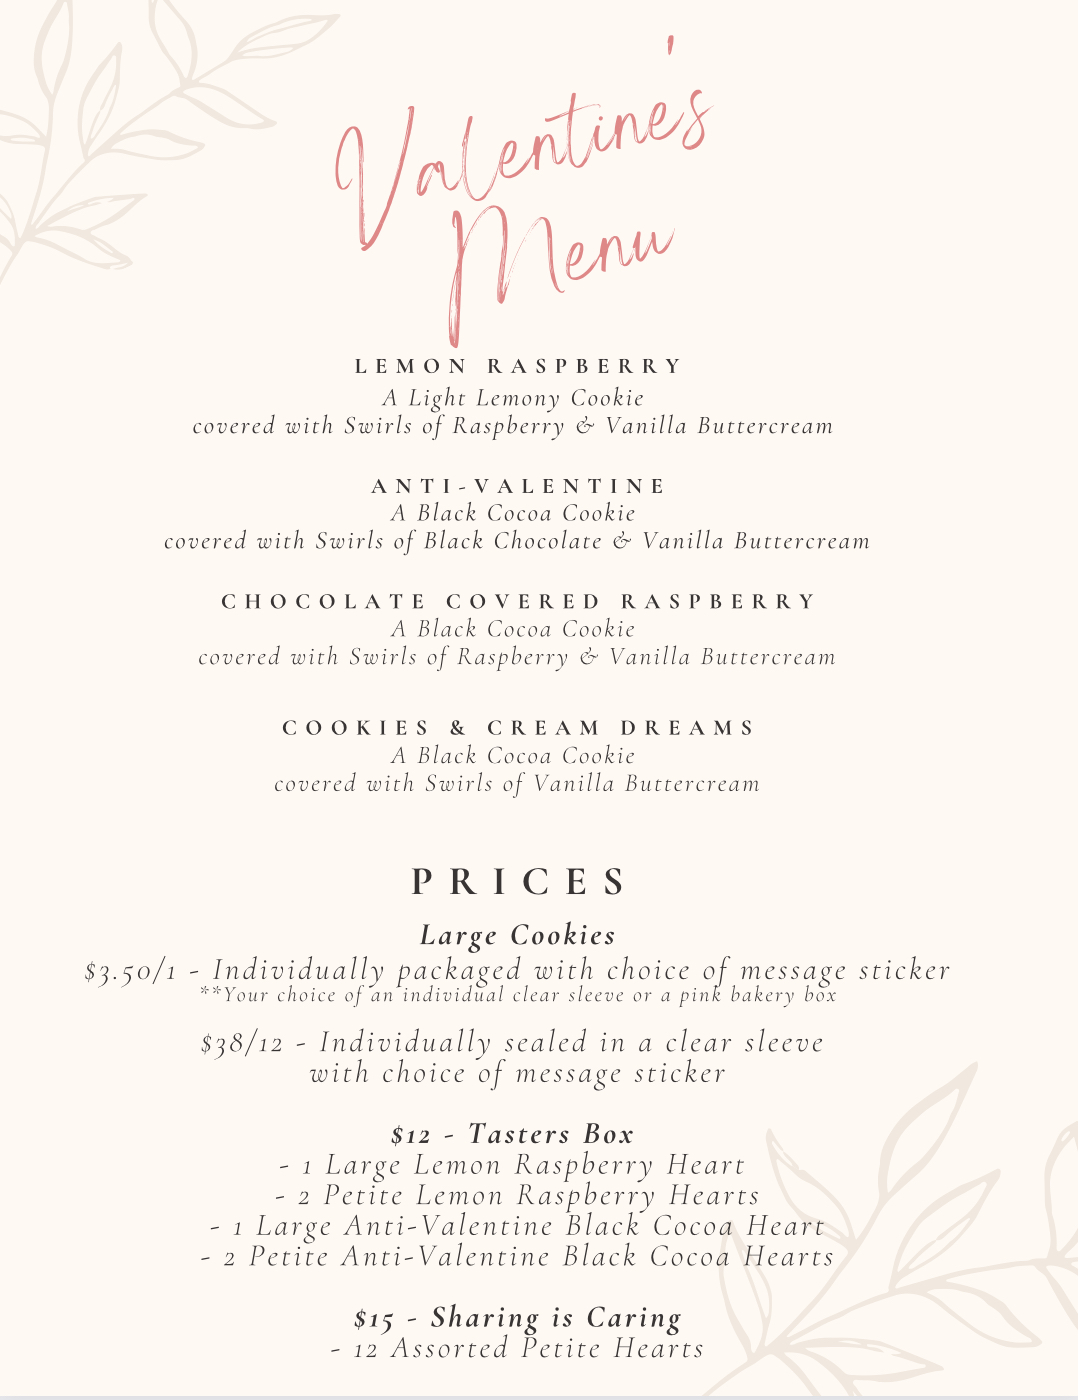 Valentine's
Menu
LEMON RASPBERRY
A Light Lemony Cookie
covered with Swirls of Raspberry & Vanilla Buttercream
ANTI-VALENTINE
A Black Cocoa Cookie
covered with Swirls of Black Chocolate & Vanilla Buttercream
CHOCOLATE COVERED RASPBERRY
A Black Cocoa Cookie
covered with Swirls of Raspberry & Vanilla Buttercream
COOKIES & CREAM DREAMS
A Black Cocoa Cookie
covered with Swirls of Vanilla Buttercream
PRICES
Large Cookies
$3.50/1 - Individually packaged with choice of message sticker
**Your choice of an individual clear sleeve or a pink bakery box
$38/12 - Individually sealed in a clear sleeve
with choice of message sticker
$12 - Tasters Box
- 1 Large Lemon Raspberry Heart
- 2 Petite Lemon Raspberry Hearts
- 1 Large Anti-Valentine Black Cocoa Heart
- 2 Petite Anti-Valentine Black Cocoa Hearts
$15 - Sharing is Caring
- 12 Assorted Petite Hearts